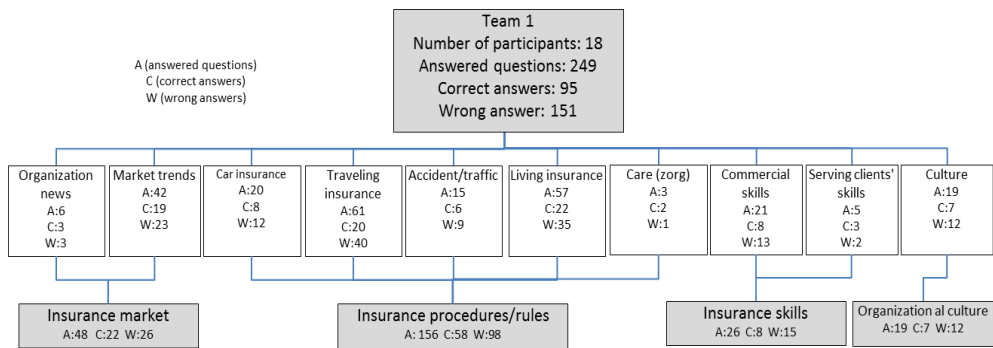 Team 1
Number of participants: 18
Answered questions: 249
Correct answers: 95
Wrong answer: 151
A (answered questions)
C (correct answers)
W (wrong answers)
Organization
news
A:6
C:3
W:3
Market trends
A:42
C:19
W:23
Car insurance
A:20
C:8
W:12
Traveling
insurance
A:61
C:20
W:40
Accident/traffic
A:15
C:6
W:9
Living insurance
A:57
C:22
W:35
Care (zorg)
A:3
C:2
W:1
Commercial
skills
A:21
C:8
W:13
Serving clients'
skills
A:5
C:3
W:2
Culture
A:19
C:7
W:12
Insurance market
A:48 C:22 W:26
Insurance procedures/rules
A: 156 C:58 W:98
Insurance skills
A:26 C:8 W:15
Organization al culture
A:19 C:7 W:12